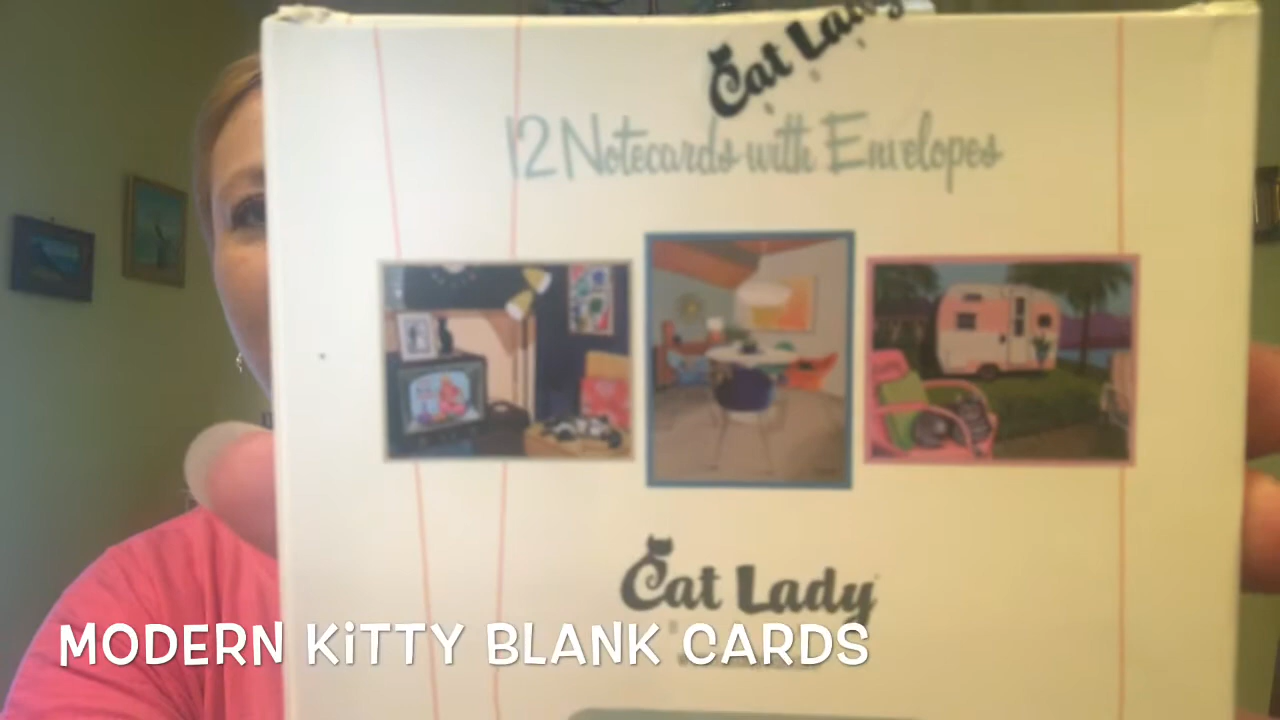 Cat Lady
12 Notecards with Envelopes
Cat Lady
MODERN KiTTY BLANK CARDS